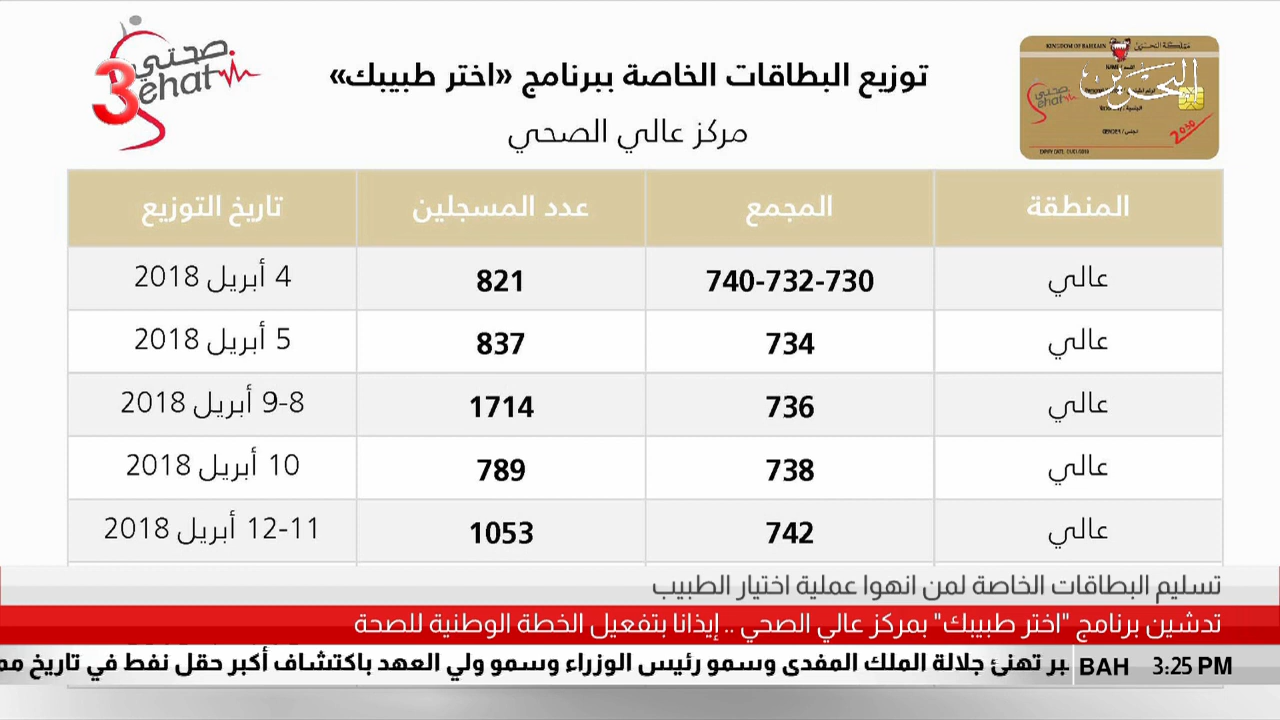 صحتي
Sehat
3
توزيع البطاقات الخاصة ببرنامج «اختر طبيبك»
مركز عالي الصحي
KINGDOM OF BAHRAIN
مملكة البحرين
البحرين
صحتي
Sehat
2030
المنطقة المجمع عدد المسجلين تاريخ التوزيع
عالي 740-732-730 821 4 أبريل 2018
عالي 734 837 5 أبريل 2018
عالي 736 1714 9-8 أبريل 2018
عالي 738 789 10 أبريل 2018
عالي 742 1053 12-11 أبريل 2018
تسليم البطاقات الخاصة لمن انهوا عملية اختيار الطبيب
تدشين برنامج "اختر طبيبك" بمركز عالي الصحي .. إيذانا بتفعيل الخطة الوطنية للصحة
تهنئ جلالة الملك المفدى وسمو رئيس الوزراء وسمو ولي العهد باكتشاف أكبر حقل نفط في تاريخ
BAH 3:25 PM